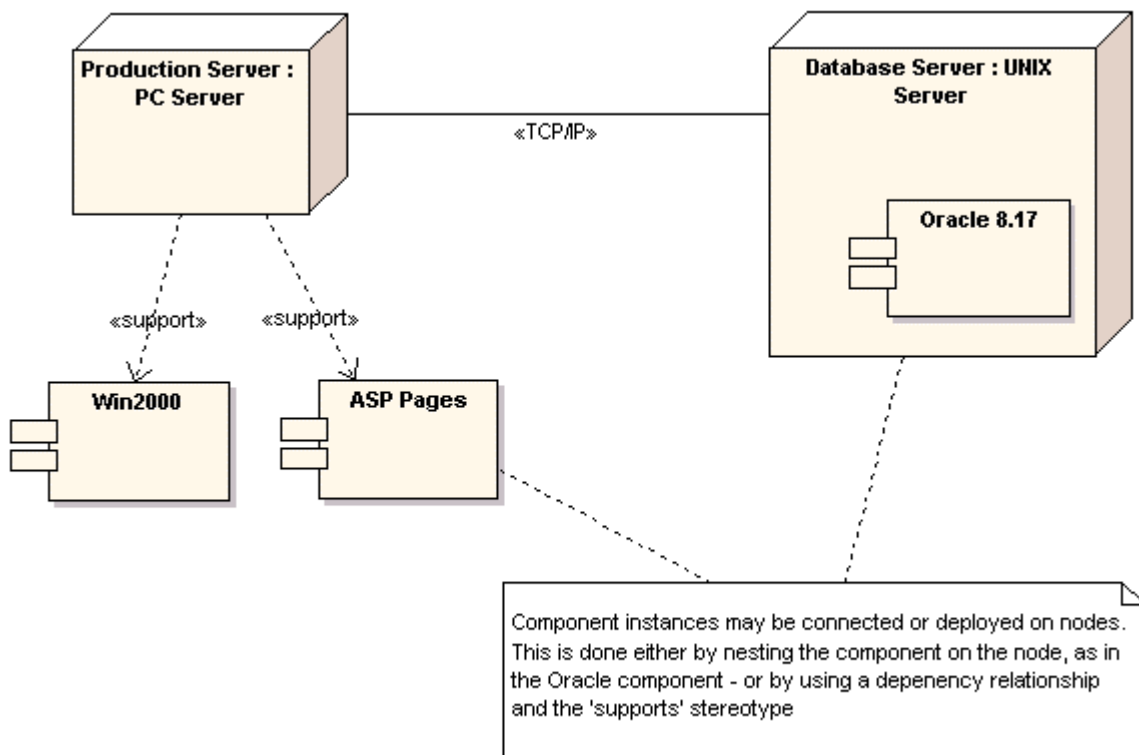 Production Server :
PC Server
Database Server : UNIX
Server
«TCP/IP»
Oracle 8.17
«support»
«support»
Win2000
ASP Pages
Component instances may be connected or deployed on nodes.
This is done either by nesting the component on the node, as in
the Oracle component - or by using a depenency relationship
and the 'supports' stereotype